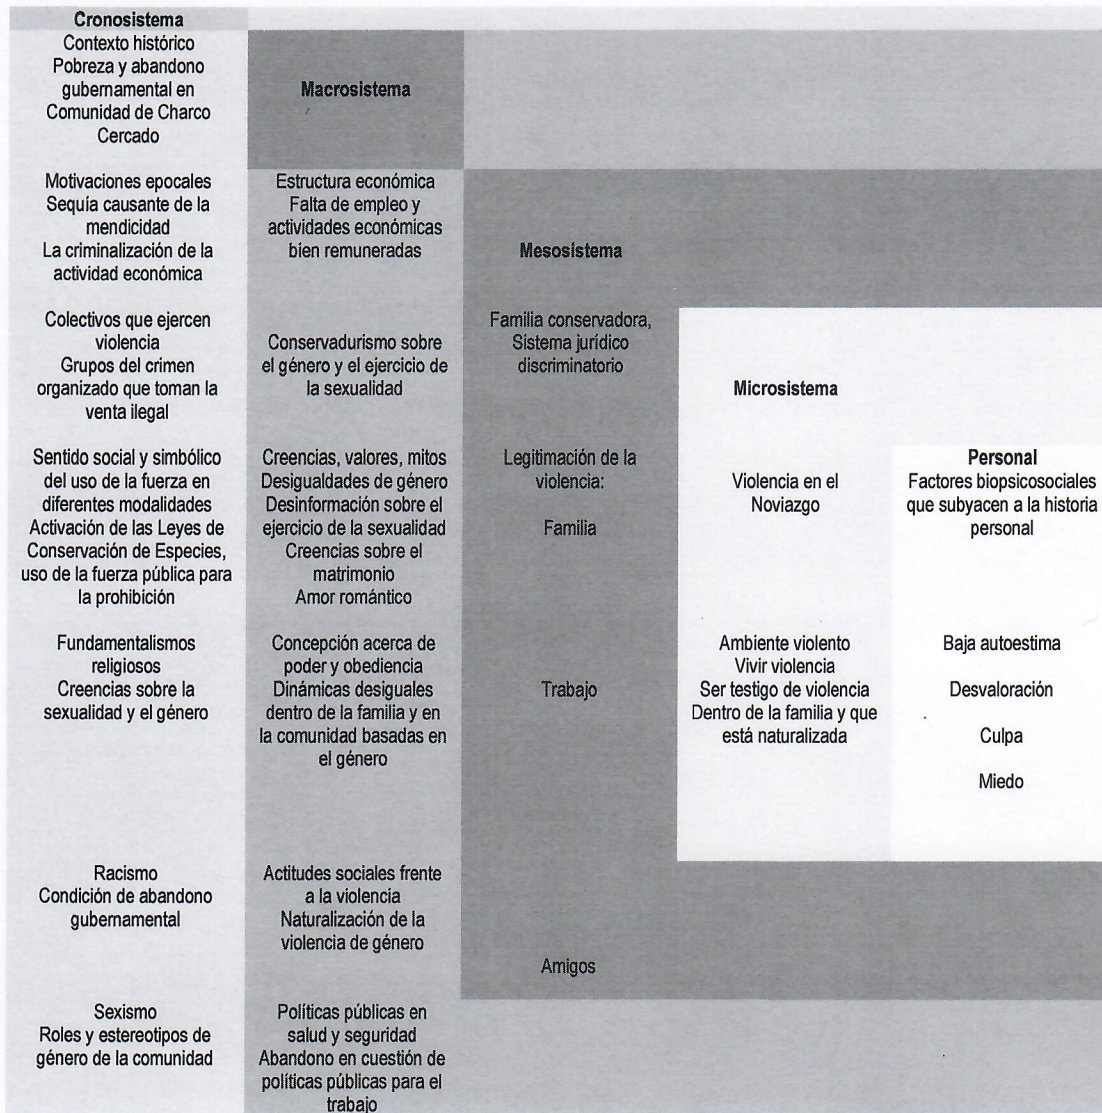 Cronosistema
Contexto histórico
Pobreza y abandono
gubernamental en
Comunidad de Charco
Cercado
Motivaciones epocales
Sequía causante de la
mendicidad
La criminalización de la
actividad económica
Colectivos que ejercen
violencia
Grupos del crimen
organizado que toman la
venta ilegal
Sentido social y simbólico
del uso de la fuerza en
diferentes modalidades
Activación de las Leyes de
Conservación de Especies,
uso de la fuerza pública para
la prohibición
Fundamentalismos
religiosos
Creencias sobre la
sexualidad y el género
Racismo
Condición de abandono
gubernamental
Sexismo
Roles y estereotipos de
género de la comunidad
Macrosistema
Estructura económica
Falta de empleo y
actividades económicas
bien remuneradas
Conservadurismo sobre
el género y el ejercicio de
la sexualidad
Creencias, valores, mitos
Desigualdades de género
Desinformación sobre el
ejercicio de la sexualidad
Creencias sobre el
matrimonio
Amor romántico
Concepción acerca de
poder y obediencia
Dinámicas desiguales
dentro de la familia y en
la comunidad basadas en
el género
Actitudes sociales frente
a la violencia
Naturalización de la
violencia de género
Políticas públicas en
salud y seguridad
Abandono en cuestión de
políticas públicas para el
trabajo
Mesosistema
Familia conservadora,
Sistema jurídico
discriminatorio
Legitimación de la
violencia:
Familia
Trabajo
Amigos
Microsistema
Violencia en el
Noviazgo
Ambiente violento
Vivir violencia
Ser testigo de violencia
Dentro de la familia y que
está naturalizada
Personal
Factores biopsicosociales
que subyacen a la historia
personal
Baja autoestima
Desvaloración
Culpa
Miedo